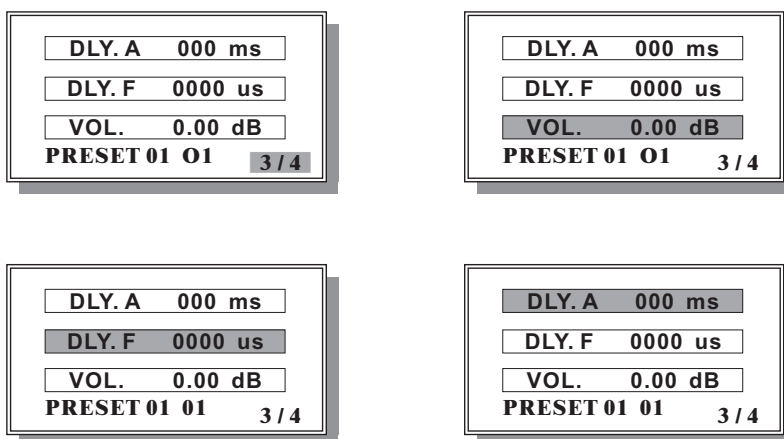 DLY. A 000 ms
DLY. F 0000 us
VOL. 0.00 dB
PRESET 01 O1 3 / 4
DLY. A 000 ms
DLY. F 0000 us
VOL. 0.00 dB
PRESET 01 O1 3 / 4
DLY. A 000 ms
DLY. F 0000 us
VOL. 0.00 dB
PRESET 01 01 3 / 4
DLY. A 000 ms
DLY. F 0000 us
VOL. 0.00 dB
PRESET 01 01 3 / 4